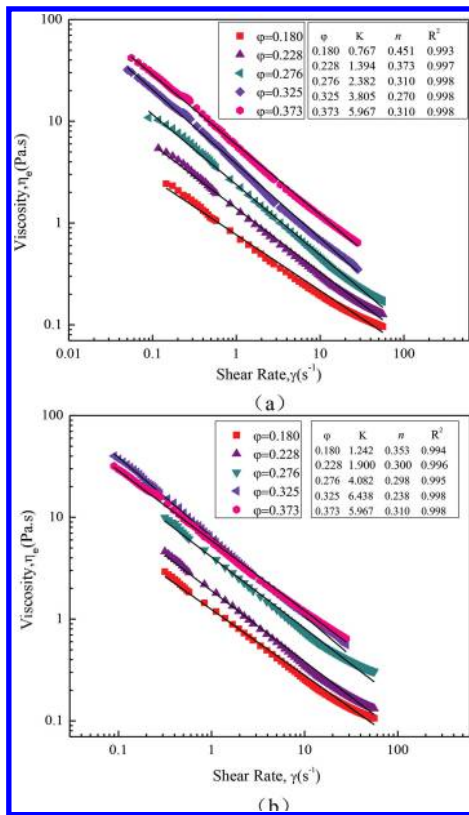 100
10
1
0.1
0.01 0.1 1 10 100
Viscosity,ηe(Pa.s)
Shear Rate,γ(s-1)
φ=0.180
φ=0.228
φ=0.276
φ=0.325
φ=0.373
φ K n R2
0.180 0.767 0.451 0.993
0.228 1.394 0.373 0.997
0.276 2.382 0.310 0.998
0.325 3.805 0.270 0.998
0.373 5.967 0.310 0.998
(a)
100
10
1
0.1
0.1 1 10 100
Viscosity,ηe(Pa.s)
Shear Rate, γ(s-1)
φ=0.180
φ=0.228
φ=0.276
φ=0.325
φ=0.373
φ K n R2
0.180 1.242 0.353 0.994
0.228 1.900 0.300 0.996
0.276 4.082 0.298 0.995
0.325 6.438 0.238 0.998
0.373 5.967 0.310 0.998
(b)